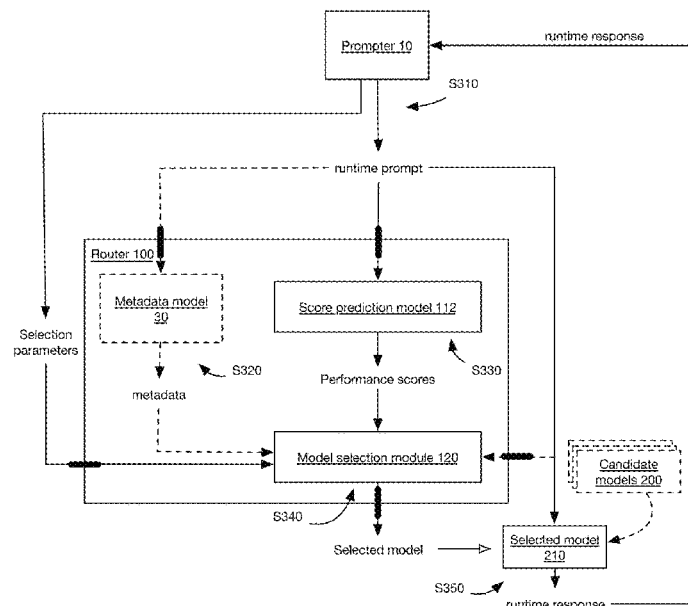 runtime response
Prompter 10
S310
runtime prompt
Router 100
Metadata model
30
Score prediction model 112
Selection
parameters
S320
S330
Performance scores
metadata
Model selection module 120
Candidate
models 200
S340
Selected model
Selected model
210
S350
runtime response